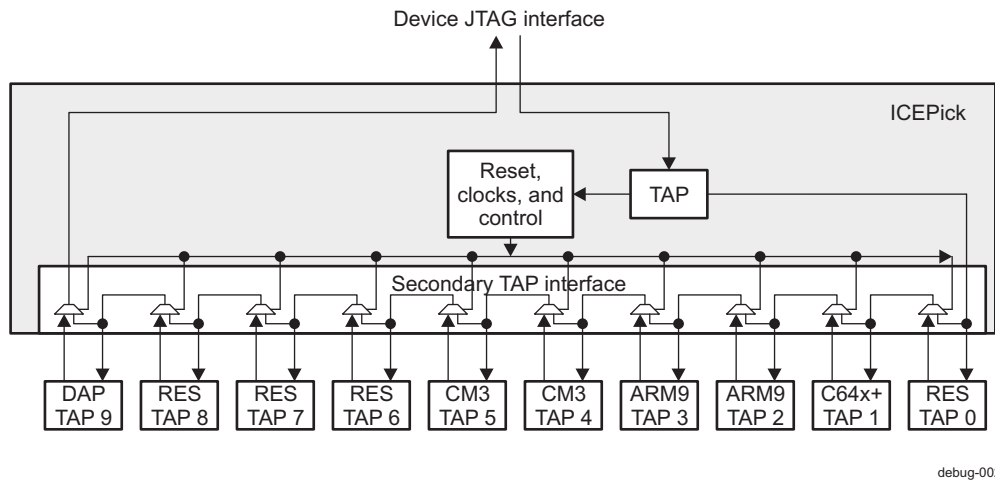 Device JTAG interface
ICEPick
Reset,
clocks, and
control
TAP
Secondary TAP interface
DAP
TAP 9
RES
TAP 8
RES
TAP 7
RES
TAP 6
CM3
TAP 5
CM3
TAP 4
ARM9
TAP 3
ARM9
TAP 2
C64x+
TAP 1
RES
TAP 0